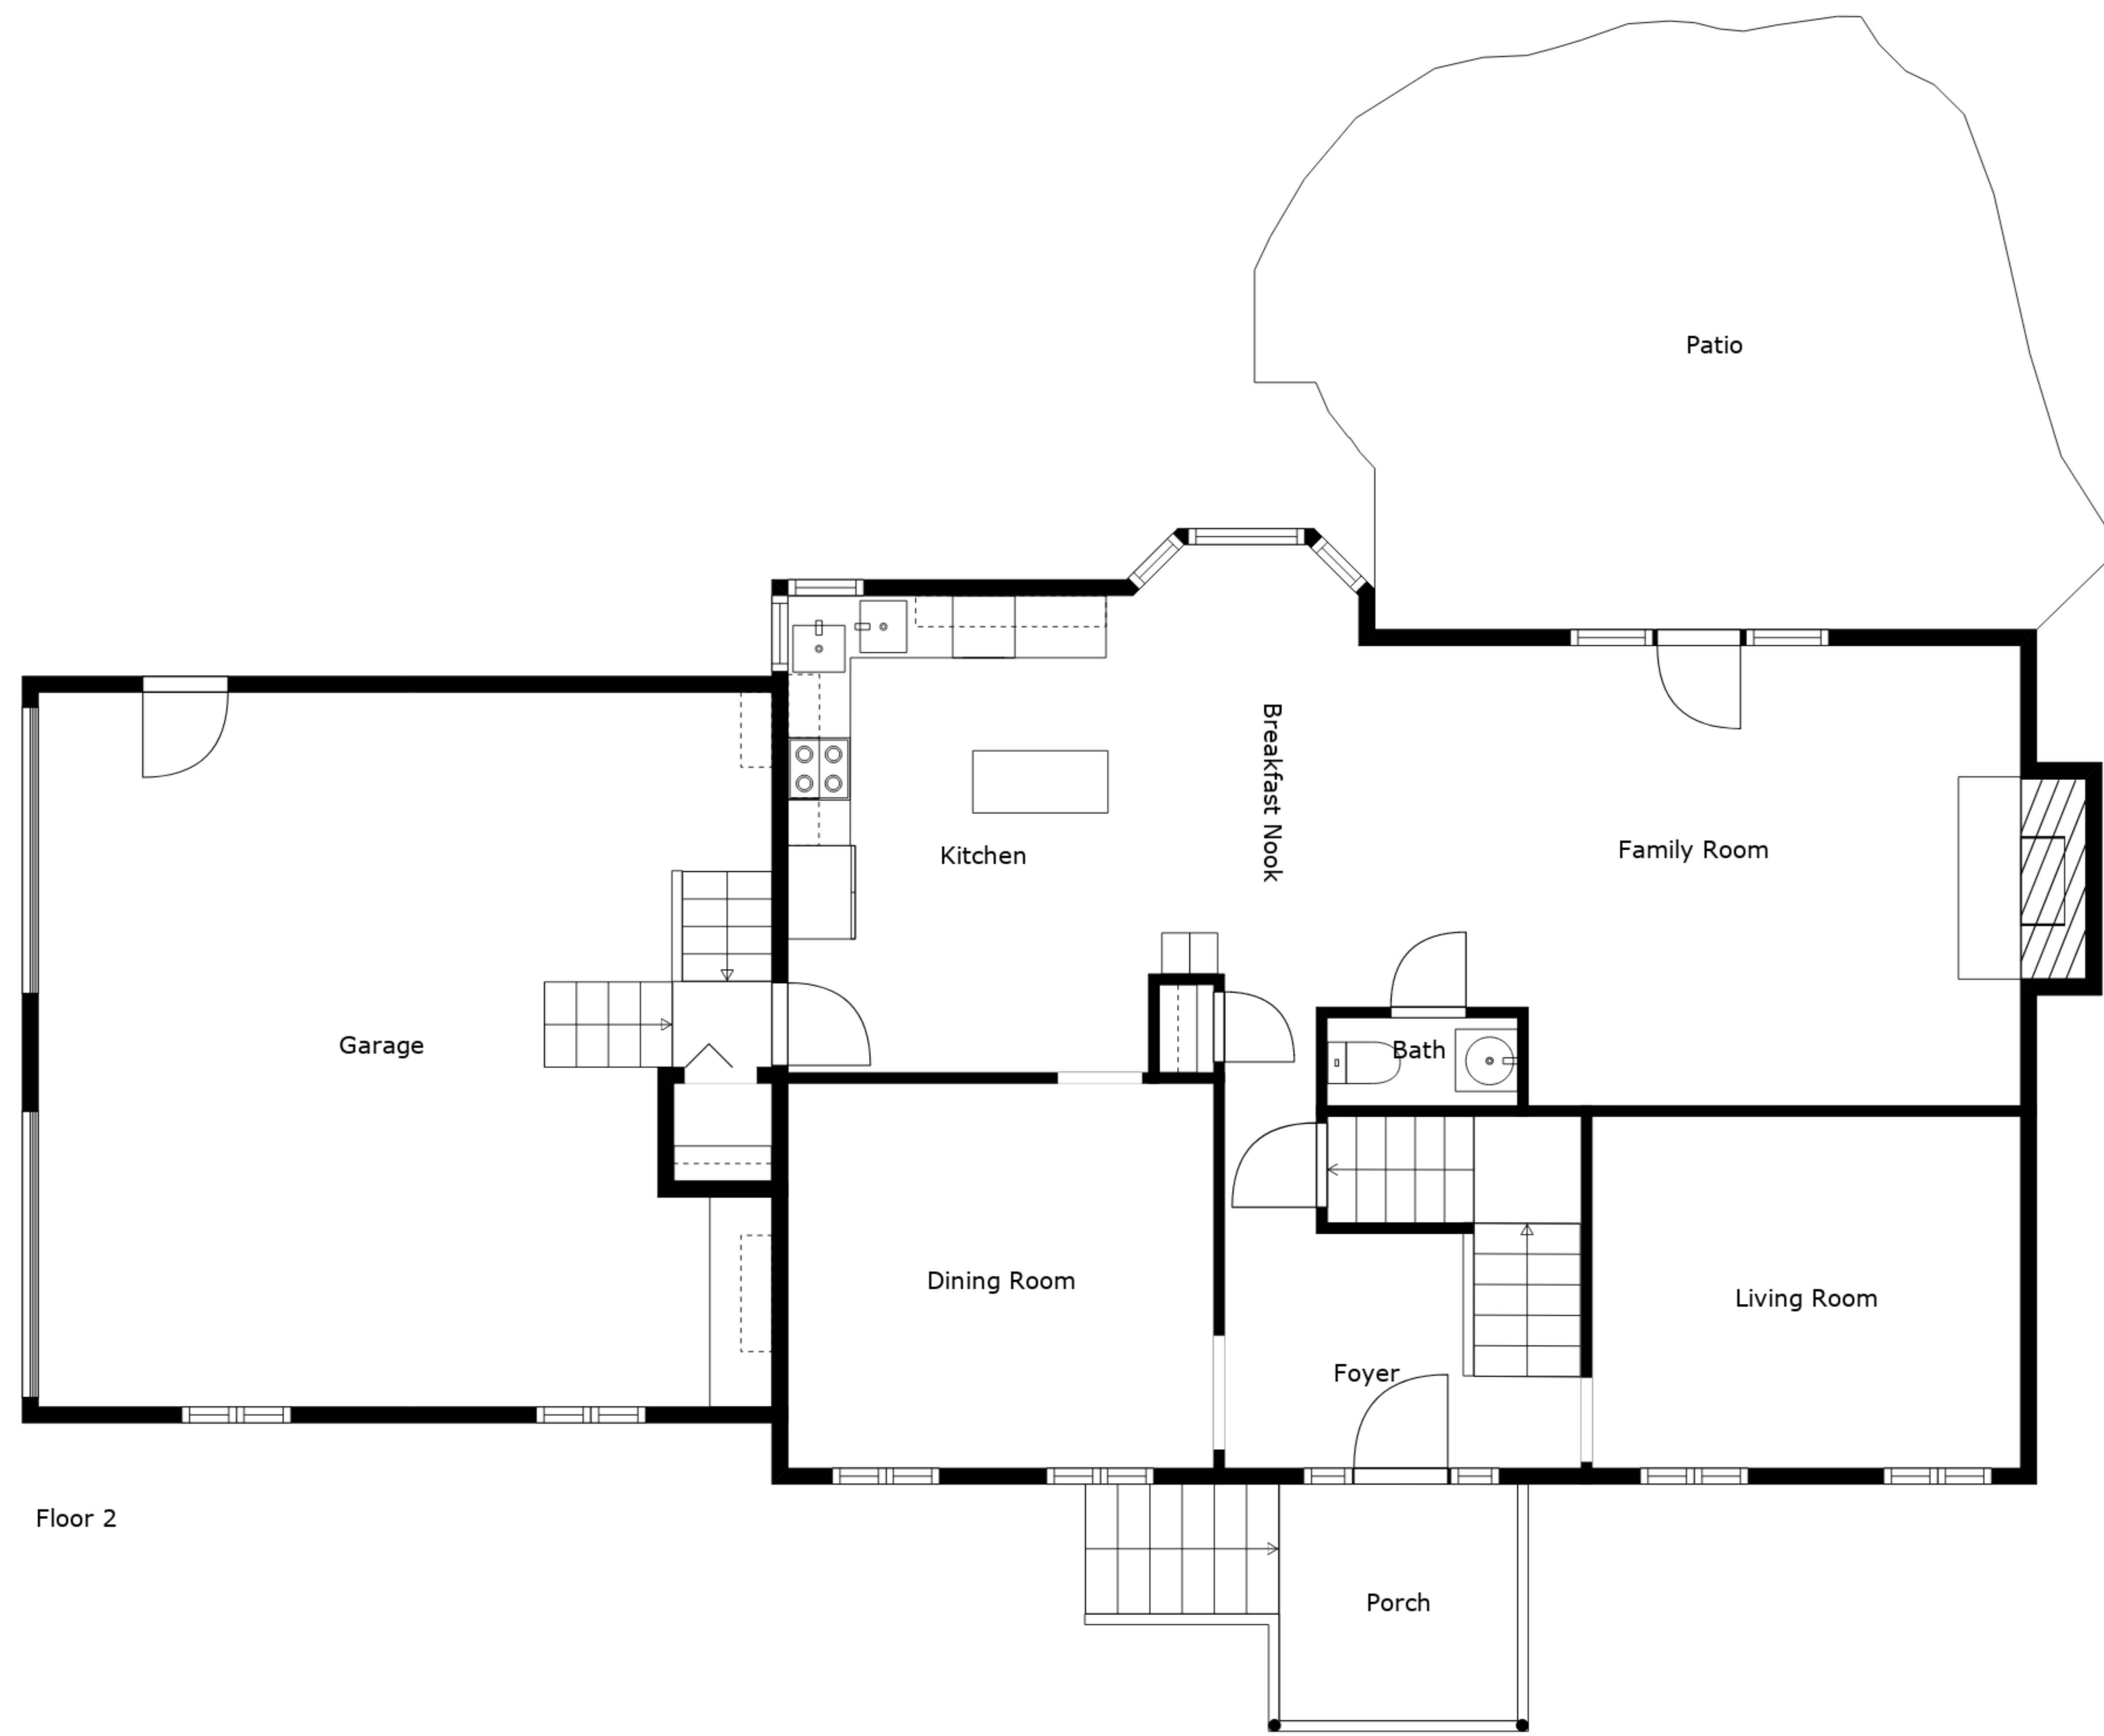 Patio
Breakfast Nook
Kitchen
Family Room
Garage
Bath
Dining Room
Living Room
Foyer
Floor 2
Porch